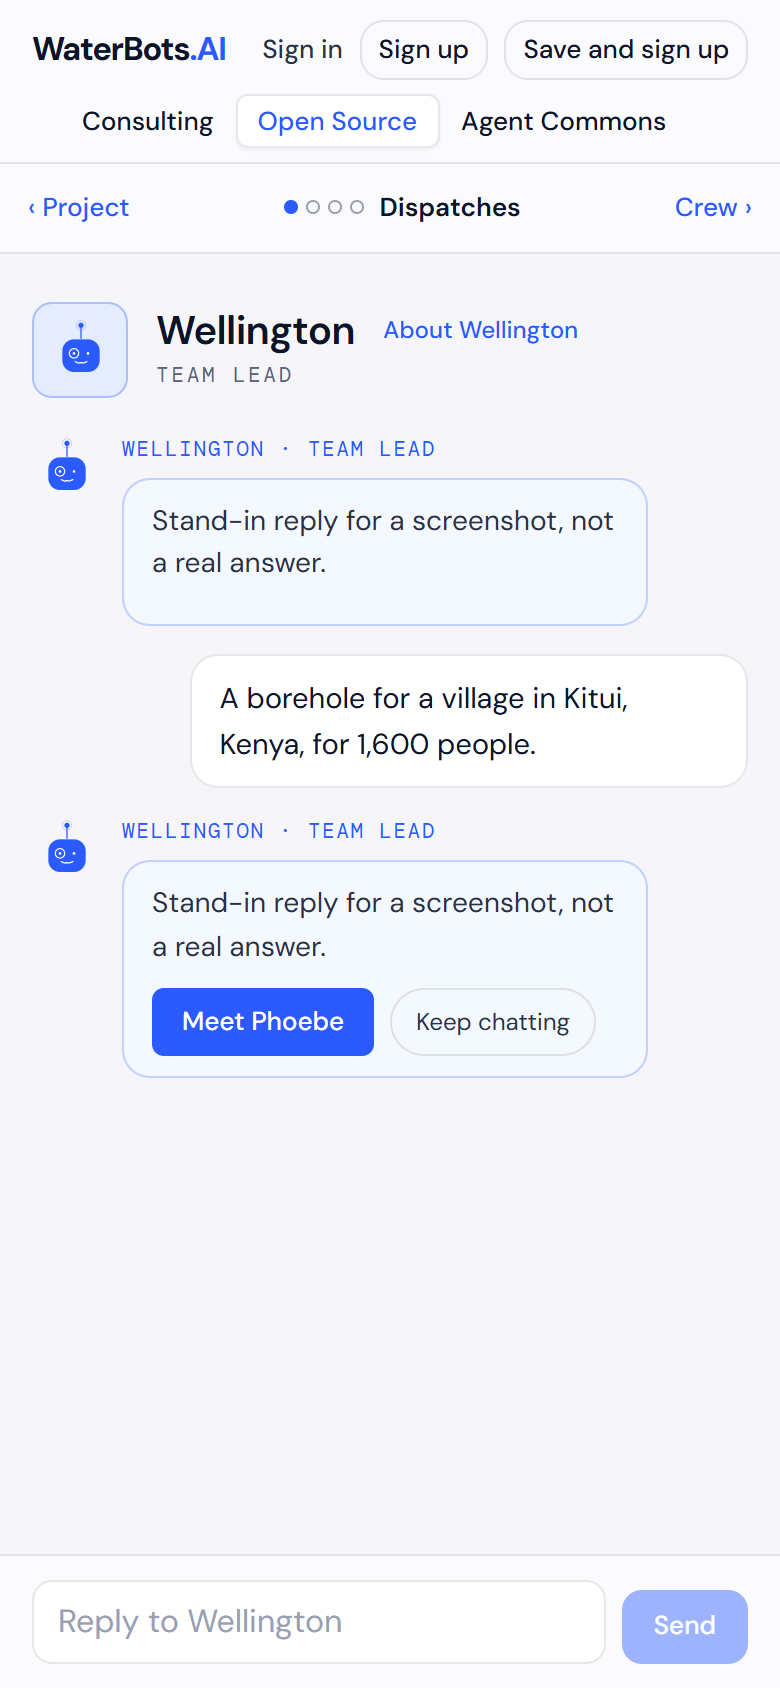 WaterBots.AI Sign in Sign up Save and sign up
Consulting Open Source Agent Commons
‹ Project Dispatches Crew ›
Wellington About Wellington
TEAM LEAD
WELLINGTON · TEAM LEAD
Stand-in reply for a screenshot, not
a real answer.
A borehole for a village in Kitui,
Kenya, for 1,600 people.
WELLINGTON · TEAM LEAD
Stand-in reply for a screenshot, not
a real answer.
Meet Phoebe Keep chatting
Reply to Wellington Send